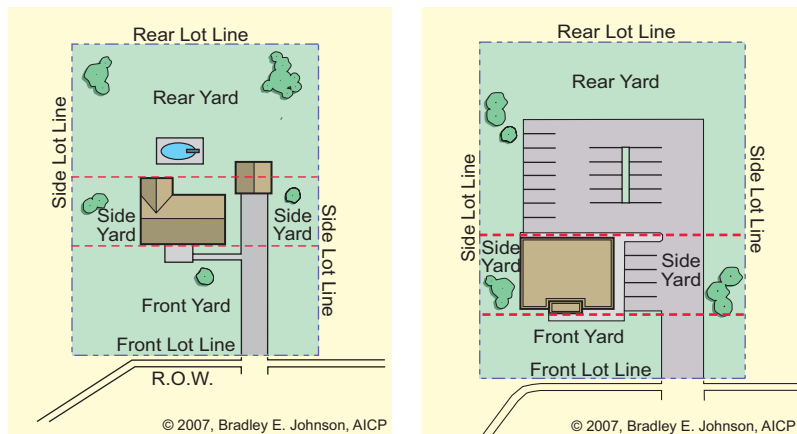 Rear Lot Line
Rear Yard
Side Lot Line
Side
Yard
Side
Yard
Side Lot Line
Front Yard
Front Lot Line
R.O.W.
© 2007, Bradley E. Johnson, AICP
Rear Lot Line
Rear Yard
Side Lot Line
Side Lot Line
Side
Yard
Side
Yard
Front Yard
Front Lot Line
© 2007, Bradley E. Johnson, AICP